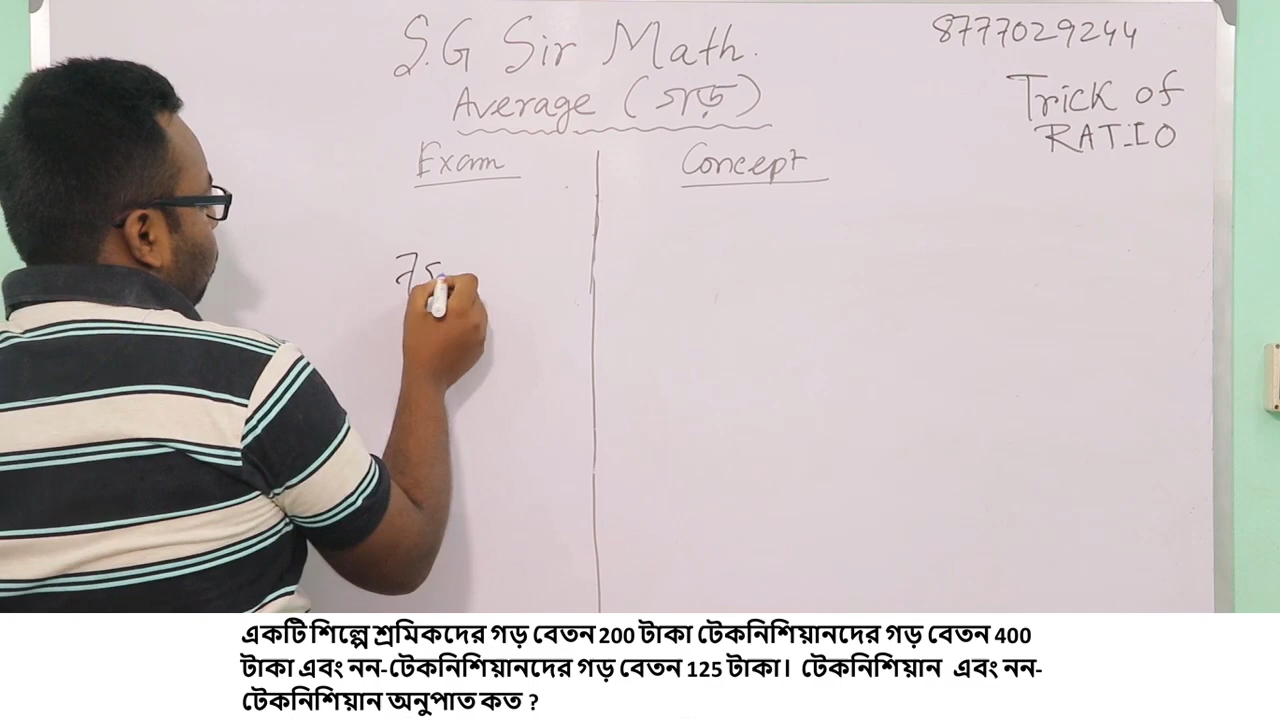 S.G Sir Math.
Average (গড়)
8777029244
Trick of
RATIO
Exam
Concept
75
একটি শিল্পে শ্রমিকদের গড় বেতন 200 টাকা টেকনিশিয়ানদের গড় বেতন 400
টাকা এবং নন-টেকনিশিয়ানদের গড় বেতন 125 টাকা। টেকনিশিয়ান এবং নন-
টেকনিশিয়ান অনুপাত কত ?